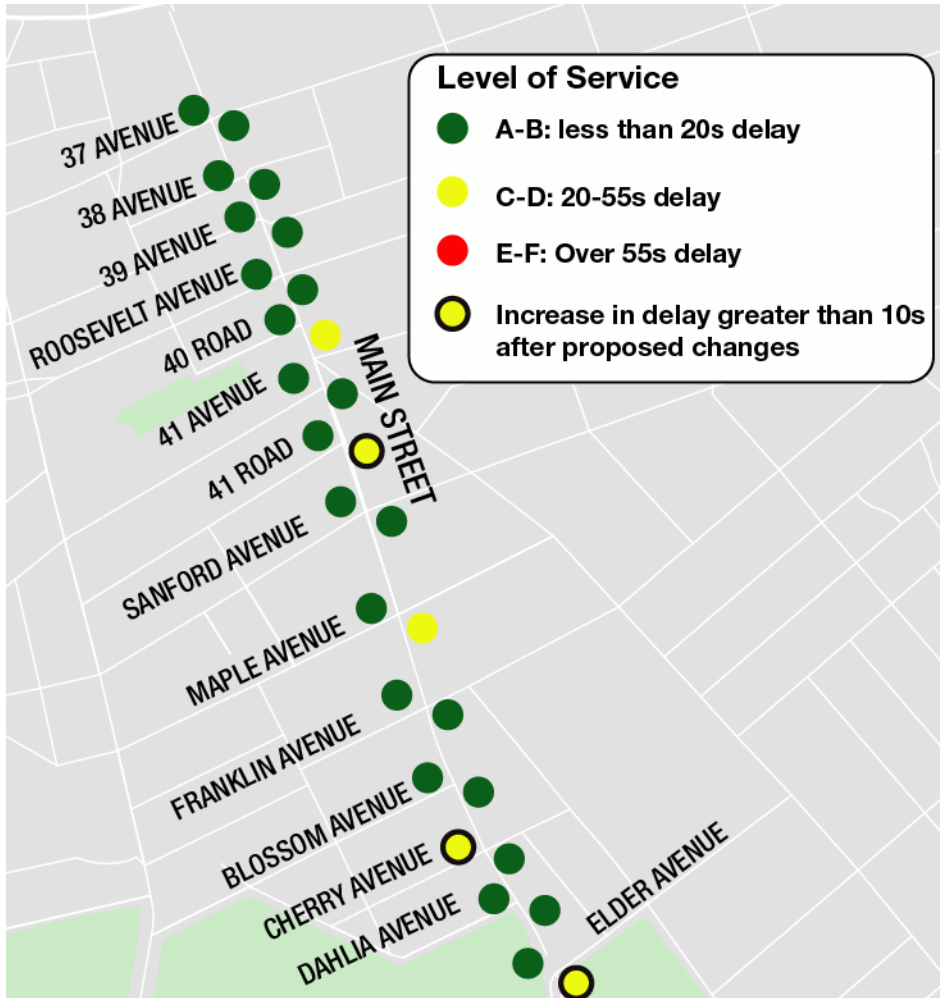 Level of Service
A-B: less than 20s delay
C-D: 20-55s delay
E-F: Over 55s delay
Increase in delay greater than 10s
after proposed changes
37 AVENUE
38 AVENUE
39 AVENUE
ROOSEVELT AVENUE
40 ROAD
MAIN STREET
41 AVENUE
41 ROAD
SANFORD AVENUE
MAPLE AVENUE
FRANKLIN AVENUE
BLOSSOM AVENUE
CHERRY AVENUE
ELDER AVENUE
DAHLIA AVENUE